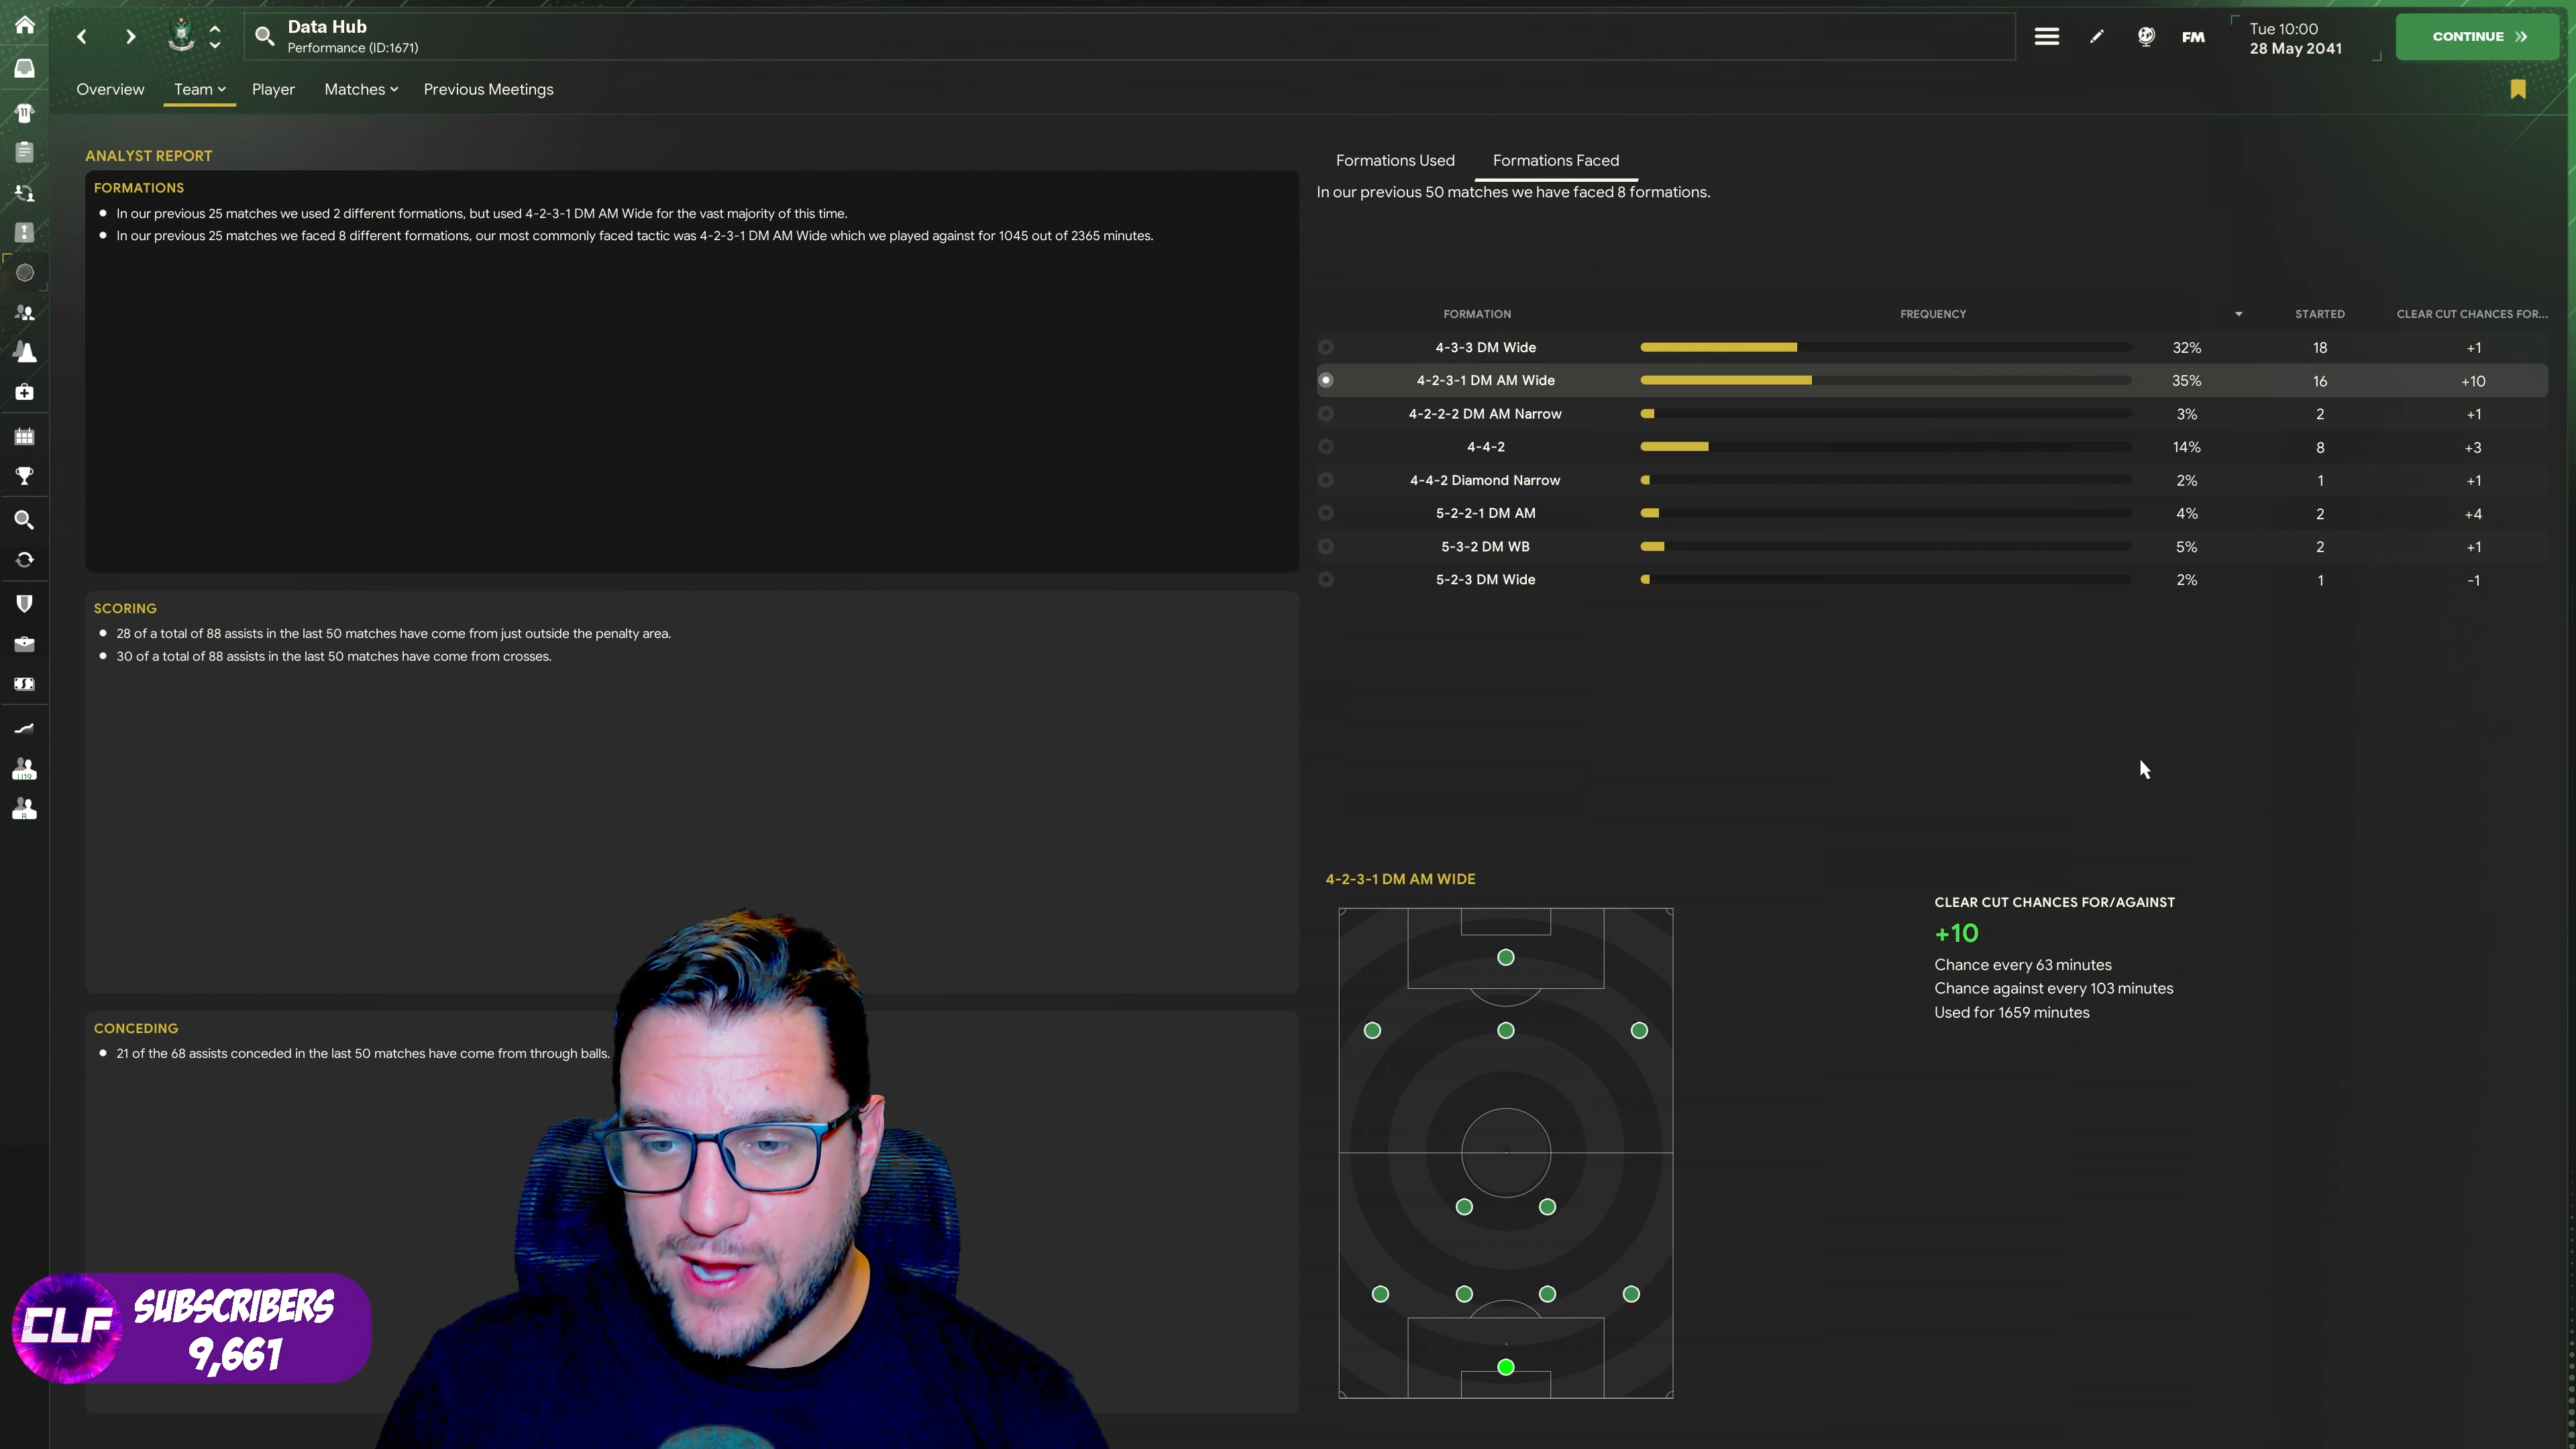 Data Hub
Performance (ID:1671)
FM
Tue 10:00
28 May 2041
CONTINUE
Overview
Team
Player
Matches
Previous Meetings
ANALYST REPORT
FORMATIONS
In our previous 25 matches we used 2 different formations, but used 4-2-3-1 DM AM Wide for the vast majority of this time.
In our previous 25 matches we faced 8 different formations, our most commonly faced tactic was 4-2-3-1 DM AM Wide which we played against for 1045 out of 2365 minutes.
SCORING
28 of a total of 88 assists in the last 50 matches have come from just outside the penalty area.
30 of a total of 88 assists in the last 50 matches have come from crosses.
CONCEDING
21 of the 68 assists conceded in the last 50 matches have come from through balls.
Formations Used
Formations Faced
In our previous 50 matches we have faced 8 formations.
FORMATION FREQUENCY STARTED CLEAR CUT CHANCES FOR...
4-3-3 DM Wide 32% 18 +1
4-2-3-1 DM AM Wide 35% 16 +10
4-2-2-2 DM AM Narrow 3% 2 +1
4-4-2 14% 8 +3
4-4-2 Diamond Narrow 2% 1 +1
5-2-2-1 DM AM 4% 2 +4
5-3-2 DM WB 5% 2 +1
5-2-3 DM Wide 2% 1 -1
4-2-3-1 DM AM WIDE
CLEAR CUT CHANCES FOR/AGAINST
+10
Chance every 63 minutes
Chance against every 103 minutes
Used for 1659 minutes
CLF
SUBSCRIBERS
9,661